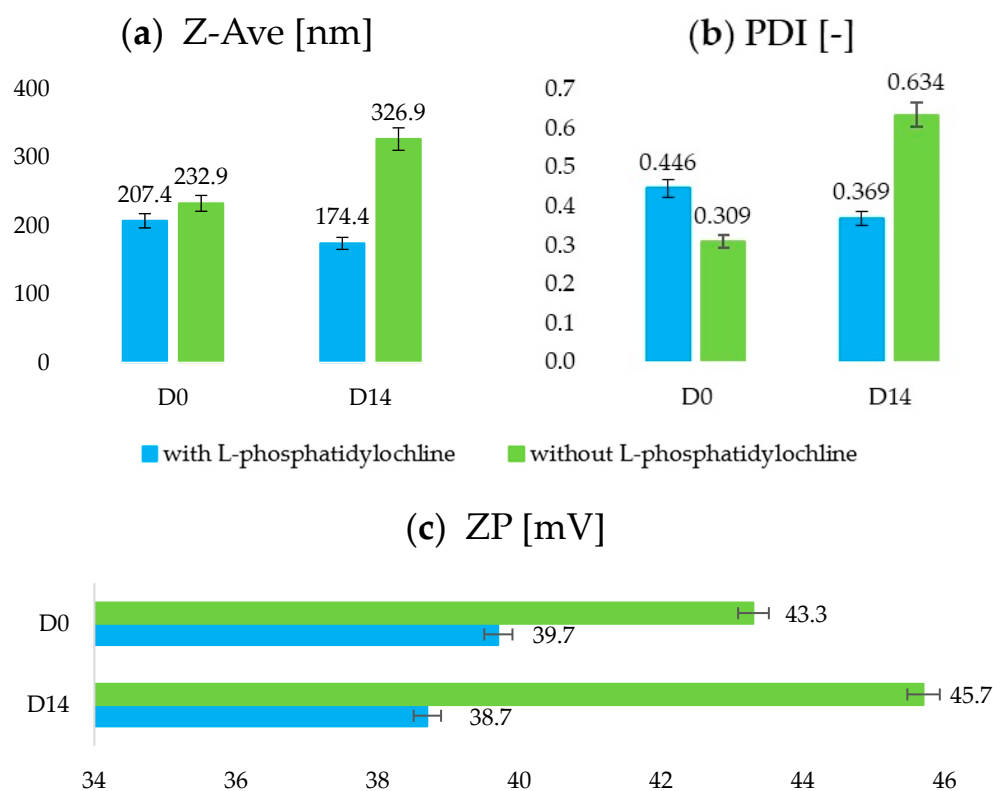 (a) Z-Ave [nm]
400
300
200
100
0
207.4
232.9
174.4
326.9
D0
D14
(b) PDI [-]
0.7
0.6
0.5
0.4
0.3
0.2
0.1
0.0
0.446
0.309
0.369
0.634
D0
D14
with L-phosphatidylochline
without L-phosphatidylochline
(c) ZP [mV]
D0
43.3
39.7
D14
45.7
38.7
34 36 38 40 42 44 46